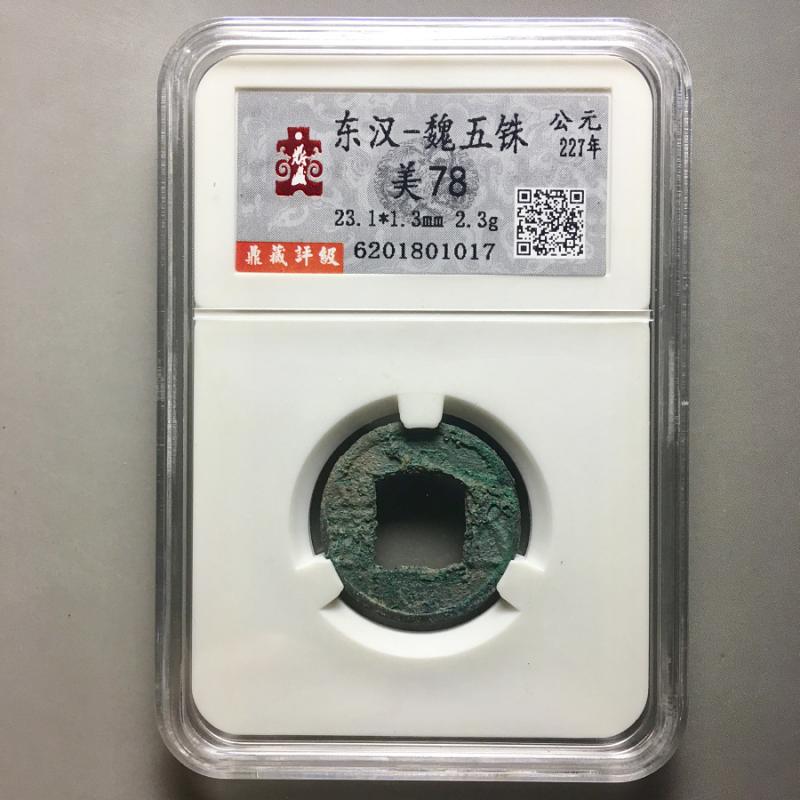 东汉-魏五铢
公元
227年
美78
23.1*1.3mm 2.3g
鼎藏評級
6201801017